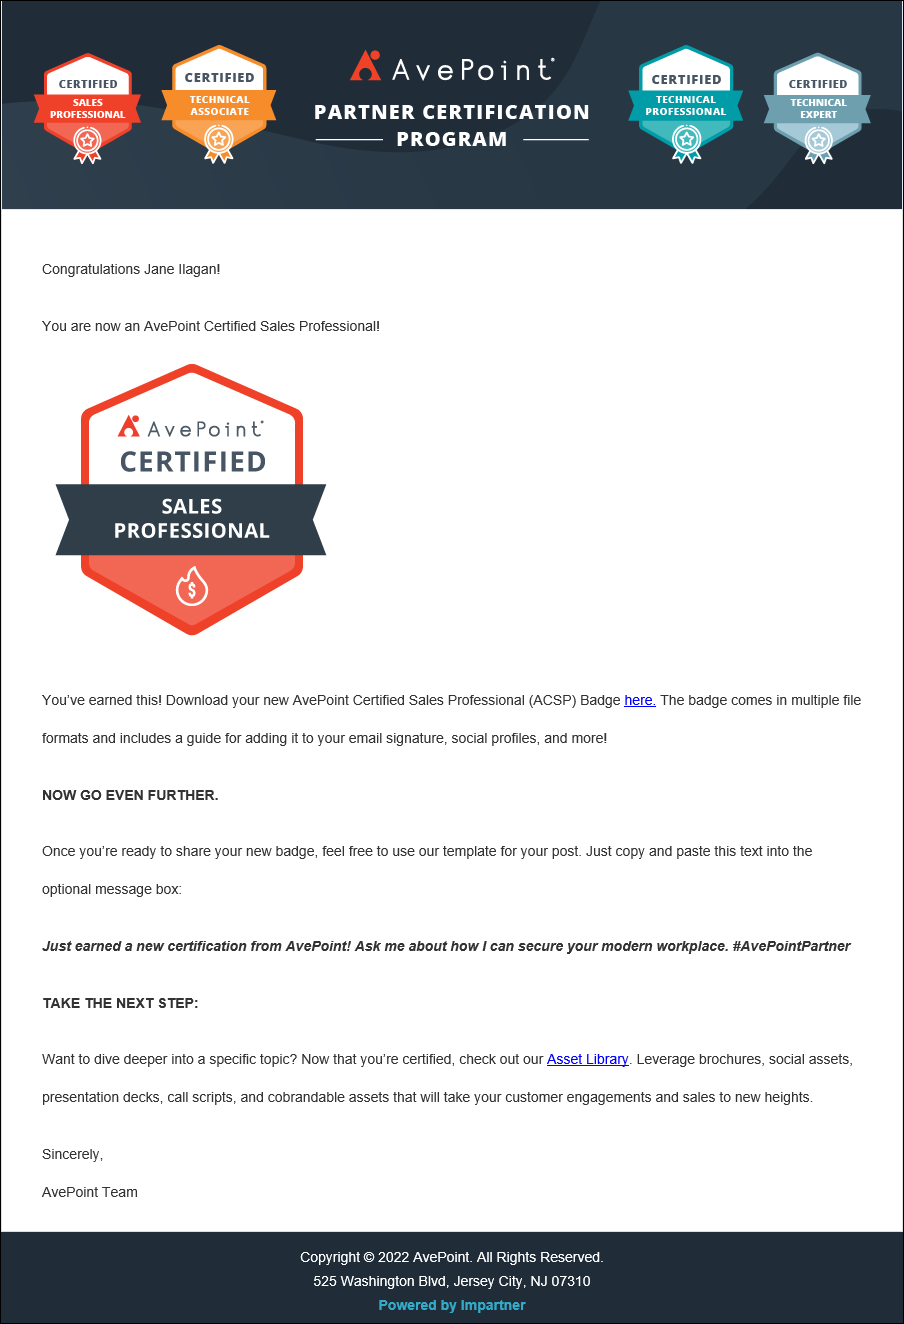 CERTIFIED
SALES
PROFESSIONAL
CERTIFIED
TECHNICAL
ASSOCIATE
AvePoint
PARTNER CERTIFICATION
PROGRAM
CERTIFIED
TECHNICAL
PROFESSIONAL
CERTIFIED
TECHNICAL
EXPERT
Congratulations Jane Ilagan!
You are now an AvePoint Certified Sales Professional!
AvePoint
CERTIFIED
SALES
PROFESSIONAL
$
You’ve earned this! Download your new AvePoint Certified Sales Professional (ACSP) Badge here. The badge comes in multiple file
formats and includes a guide for adding it to your email signature, social profiles, and more!
NOW GO EVEN FURTHER.
Once you’re ready to share your new badge, feel free to use our template for your post. Just copy and paste this text into the
optional message box:
Just earned a new certification from AvePoint! Ask me about how I can secure your modern workplace. #AvePointPartner
TAKE THE NEXT STEP:
Want to dive deeper into a specific topic? Now that you’re certified, check out our Asset Library. Leverage brochures, social assets,
presentation decks, call scripts, and cobrandable assets that will take your customer engagements and sales to new heights.
Sincerely,
AvePoint Team
Copyright © 2022 AvePoint. All Rights Reserved.
525 Washington Blvd, Jersey City, NJ 07310
Powered by Impartner